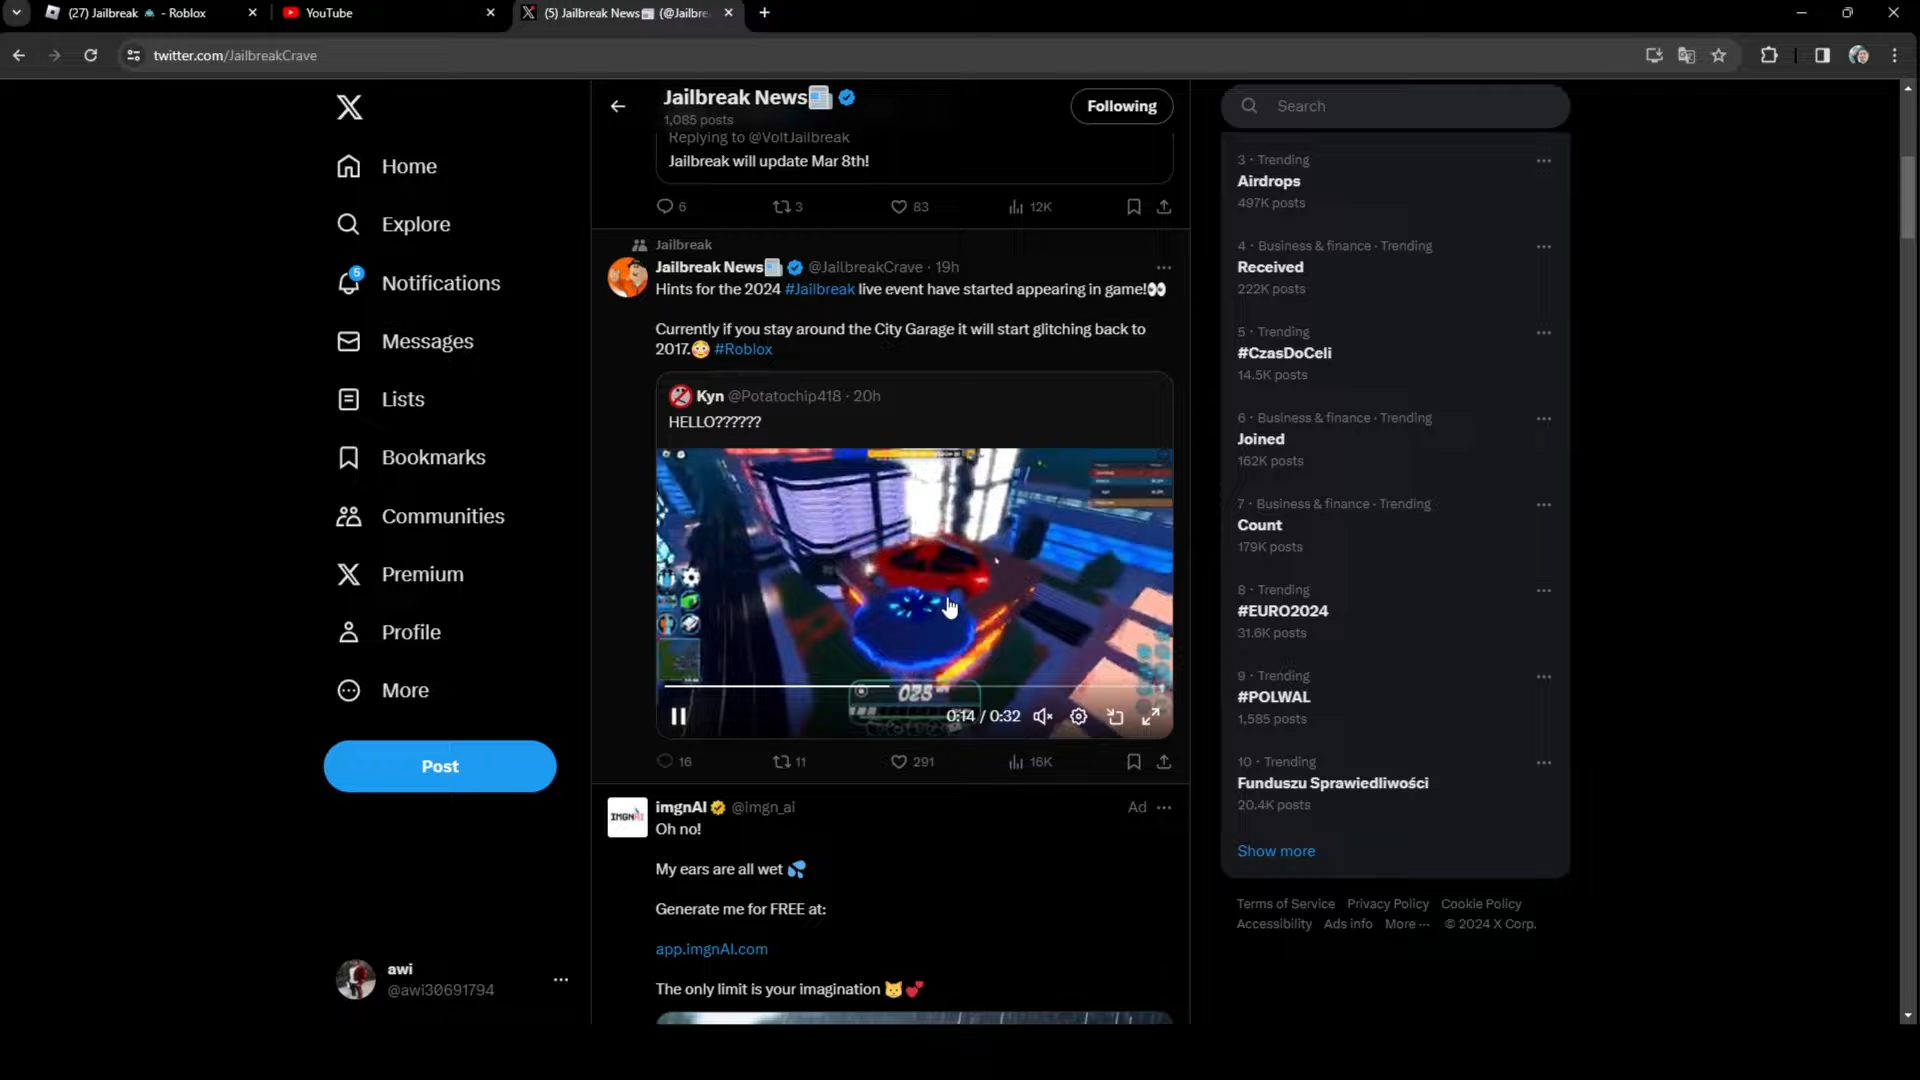 (27) Jailbreak - Roblox
YouTube
(5) Jailbreak News📰 (@Jailbre
twitter.com/JailbreakCrave
Home
Explore
5
Notifications
Messages
Lists
Bookmarks
Communities
Premium
Profile
More
Post
awi
@awi30691794
Jailbreak News📰
1,085 posts
Following
Replying to @VoltJailbreak
Jailbreak will update Mar 8th!
6 3 83 12K
Jailbreak
Jailbreak News📰 @JailbreakCrave · 19h
Hints for the 2024 #Jailbreak live event have started appearing in game!👀
Currently if you stay around the City Garage it will start glitching back to
2017.😳 #Roblox
Kyn @Potatochip418 · 20h
HELLO??????
025
0:14 / 0:32
16 11 291 16K
imgnAI @imgn_ai
Ad
IMGNAI
Oh no!
My ears are all wet 💦
Generate me for FREE at:
app.imgnAI.com
The only limit is your imagination 🐱💕
Search
3 · Trending
Airdrops
497K posts
4 · Business & finance · Trending
Received
222K posts
5 · Trending
#CzasDoCeli
14.5K posts
6 · Business & finance · Trending
Joined
162K posts
7 · Business & finance · Trending
Count
179K posts
8 · Trending
#EURO2024
31.6K posts
9 · Trending
#POLWAL
1,585 posts
10 · Trending
Funduszu Sprawiedliwości
20.4K posts
Show more
Terms of Service Privacy Policy Cookie Policy
Accessibility Ads info More ··· © 2024 X Corp.